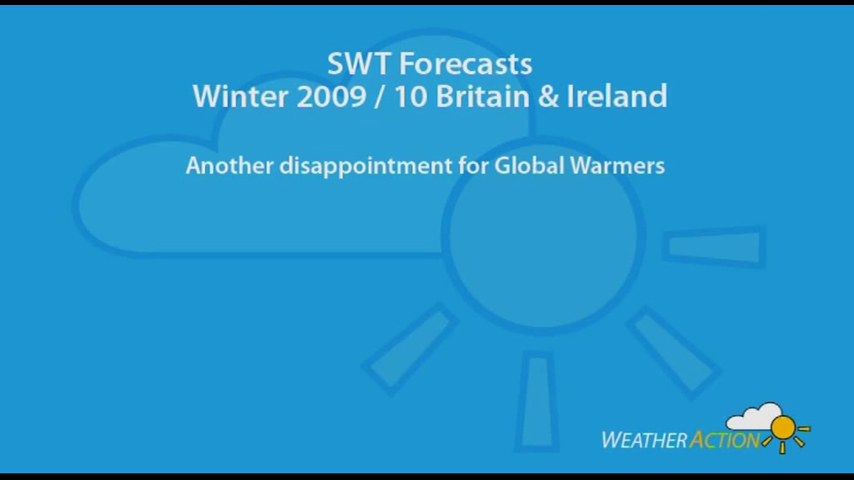 SWT Forecasts
Winter 2009 / 10 Britain & Ireland
Another disappointment for Global Warmers
WEATHERACTION